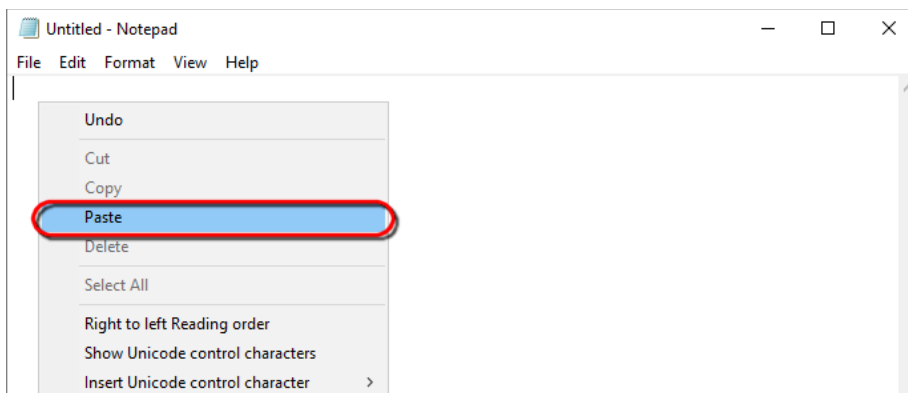 Untitled - Notepad
File Edit Format View Help
Undo
Cut
Copy
Paste
Delete
Select All
Right to left Reading order
Show Unicode control characters
Insert Unicode control character